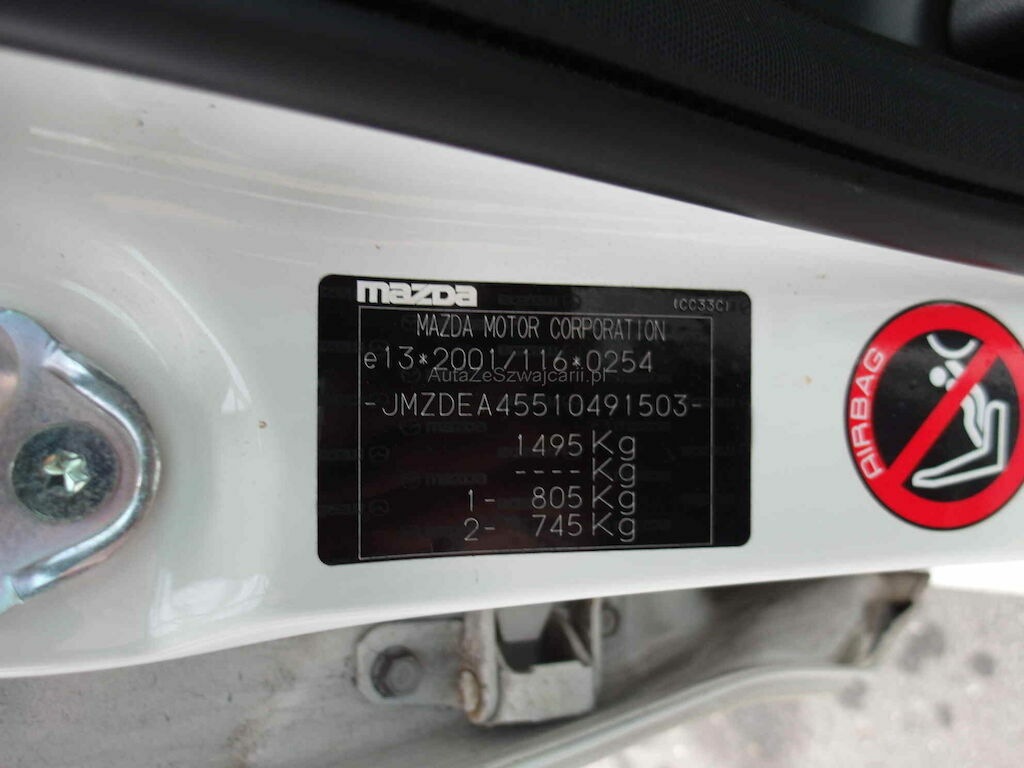 mazda
(CC33C)
MAZDA MOTOR CORPORATION
e13*2001/116*0254
AutaZeSzwajcarii.pl
-JMZDEA45510491503-
1495 Kg
---- Kg
1- 805 Kg
2- 745 Kg
AIRBAG